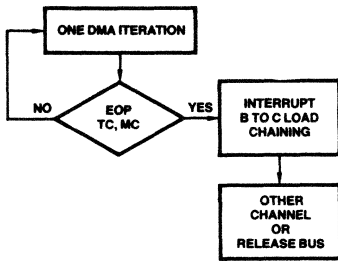 ONE DMA ITERATION
NO
EOP
TC, MC
YES
INTERRUPT
B TO C LOAD
CHAINING
OTHER
CHANNEL
OR
RELEASE BUS